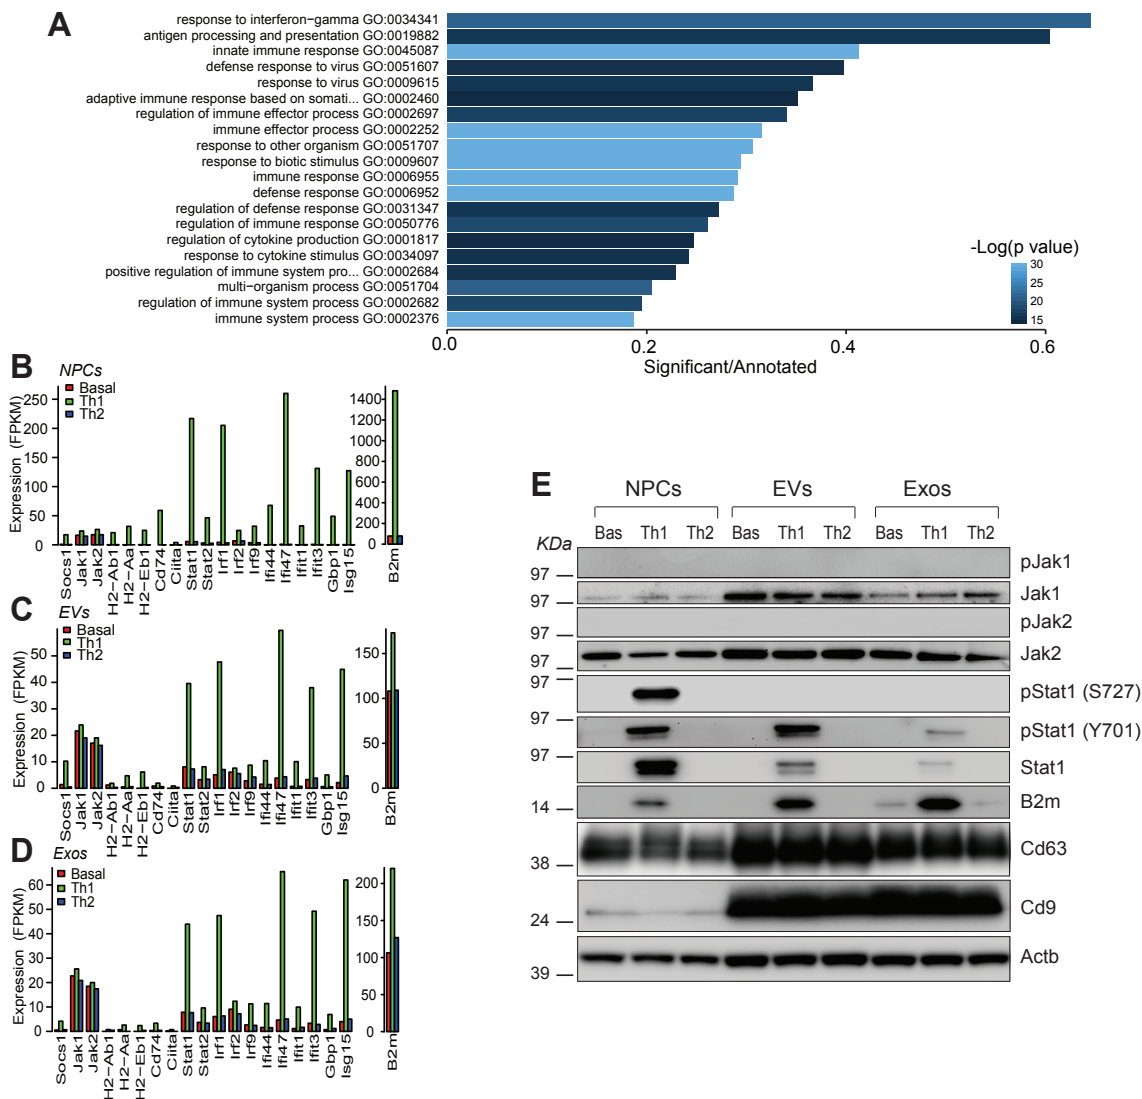 A
response to interferon−gamma GO:0034341
antigen processing and presentation GO:0019882
innate immune response GO:0045087
defense response to virus GO:0051607
response to virus GO:0009615
adaptive immune response based on somati... GO:0002460
regulation of immune effector process GO:0002697
immune effector process GO:0002252
response to other organism GO:0051707
response to biotic stimulus GO:0009607
immune response GO:0006955
defense response GO:0006952
regulation of defense response GO:0031347
regulation of immune response GO:0050776
regulation of cytokine production GO:0001817
response to cytokine stimulus GO:0034097
positive regulation of immune system pro... GO:0002684
multi−organism process GO:0051704
regulation of immune system process GO:0002682
immune system process GO:0002376
0.0 0.2 0.4 0.6
Significant/Annotated
-Log(p value)
30
25
20
15
B
NPCs
Basal
Th1
Th2
Expression (FPKM)
250
200
150
100
50
0
1400
1200
1000
800
600
400
200
0
Socs1 Jak1 Jak2 H2−Ab1 H2−Aa H2−Eb1 Cd74 Ciita Stat1 Stat2 Irf1 Irf2 Irf9 Ifi44 Ifi47 Ifit1 Ifit3 Gbp1 Isg15 B2m
C
EVs
Basal
Th1
Th2
Expression (FPKM)
50
40
30
20
10
0
150
100
50
0
Socs1 Jak1 Jak2 H2−Ab1 H2−Aa H2−Eb1 Cd74 Ciita Stat1 Stat2 Irf1 Irf2 Irf9 Ifi44 Ifi47 Ifit1 Ifit3 Gbp1 Isg15 B2m
D
Exos
Basal
Th1
Th2
Expression (FPKM)
60
50
40
30
20
10
0
200
150
100
50
0
Socs1 Jak1 Jak2 H2−Ab1 H2−Aa H2−Eb1 Cd74 Ciita Stat1 Stat2 Irf1 Irf2 Irf9 Ifi44 Ifi47 Ifit1 Ifit3 Gbp1 Isg15 B2m
E
NPCs EVs Exos
Bas Th1 Th2 Bas Th1 Th2 Bas Th1 Th2
KDa
97 pJak1
97 Jak1
97 pJak2
97 Jak2
97 pStat1 (S727)
97 pStat1 (Y701)
97 Stat1
14 B2m
38 Cd63
24 Cd9
39 Actb